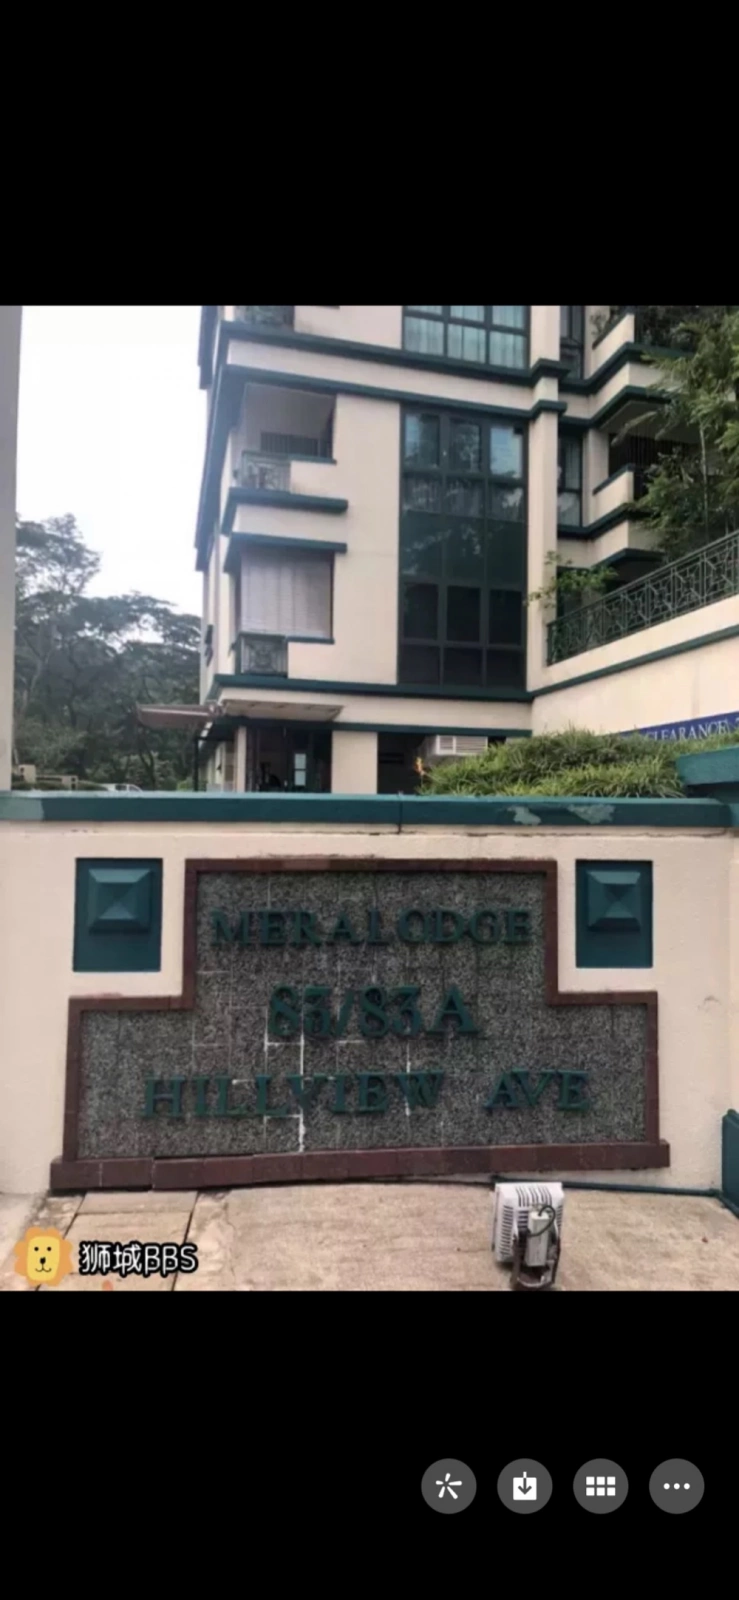 CLEARANCE:
MERALODGE
83/83A
HILLVIEW AVE
狮城BBS